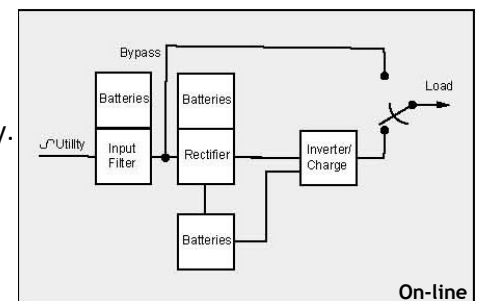 Bypass
Load
Batteries
Batteries
y.
Utility
Input
Filter
Rectifier
Inverter/
Charge
Batteries
On-line